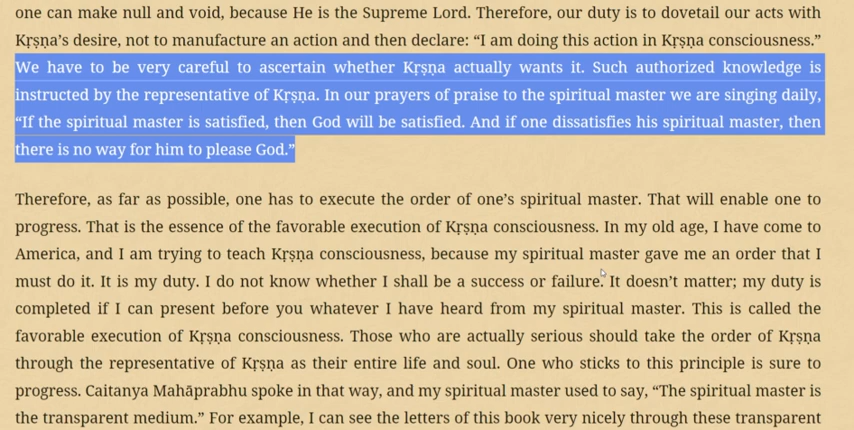 one can make null and void, because He is the Supreme Lord. Therefore, our duty is to dovetail our acts with
Kṛṣṇa’s desire, not to manufacture an action and then declare: “I am doing this action in Kṛṣṇa consciousness.”
We have to be very careful to ascertain whether Kṛṣṇa actually wants it. Such authorized knowledge is
instructed by the representative of Kṛṣṇa. In our prayers of praise to the spiritual master we are singing daily,
“If the spiritual master is satisfied, then God will be satisfied. And if one dissatisfies his spiritual master, then
there is no way for him to please God.”
Therefore, as far as possible, one has to execute the order of one’s spiritual master. That will enable one to
progress. That is the essence of the favorable execution of Kṛṣṇa consciousness. In my old age, I have come to
America, and I am trying to teach Kṛṣṇa consciousness, because my spiritual master gave me an order that I
must do it. It is my duty. I do not know whether I shall be a success or failure. It doesn’t matter; my duty is
completed if I can present before you whatever I have heard from my spiritual master. This is called the
favorable execution of Kṛṣṇa consciousness. Those who are actually serious should take the order of Kṛṣṇa
through the representative of Kṛṣṇa as their entire life and soul. One who sticks to this principle is sure to
progress. Caitanya Mahāprabhu spoke in that way, and my spiritual master used to say, “The spiritual master is
the transparent medium.” For example, I can see the letters of this book very nicely through these transparent